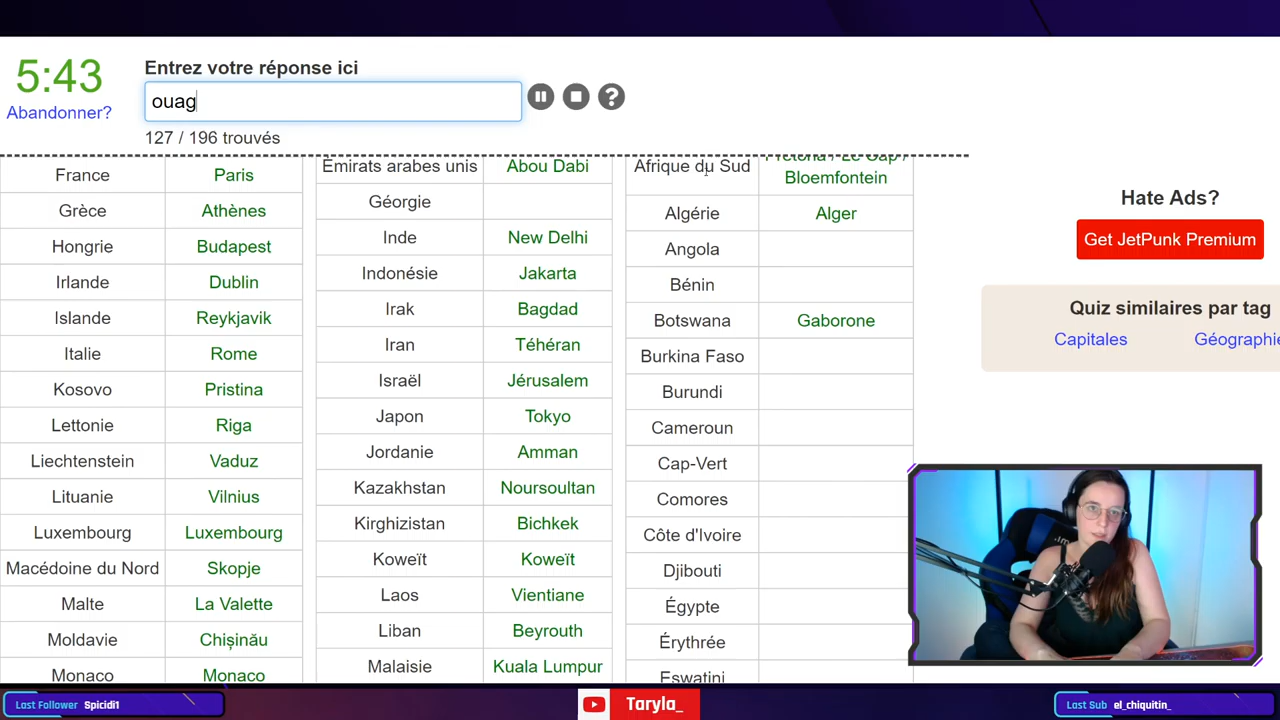 5:43
Abandonner?
Entrez votre réponse ici
ouag
127 / 196 trouvés
France Paris
Grèce Athènes
Hongrie Budapest
Irlande Dublin
Islande Reykjavik
Italie Rome
Kosovo Pristina
Lettonie Riga
Liechtenstein Vaduz
Lituanie Vilnius
Luxembourg Luxembourg
Macédoine du Nord Skopje
Malte La Valette
Moldavie Chișinău
Monaco Monaco
Émirats arabes unis Abou Dabi
Géorgie
Inde New Delhi
Indonésie Jakarta
Irak Bagdad
Iran Téhéran
Israël Jérusalem
Japon Tokyo
Jordanie Amman
Kazakhstan Noursoultan
Kirghizistan Bichkek
Koweït Koweït
Laos Vientiane
Liban Beyrouth
Malaisie Kuala Lumpur
Afrique du Sud Pretoria / Le Cap /
Bloemfontein
Algérie Alger
Angola
Bénin
Botswana Gaborone
Burkina Faso
Burundi
Cameroun
Cap-Vert
Comores
Côte d'Ivoire
Djibouti
Égypte
Érythrée
Eswatini
Hate Ads?
Get JetPunk Premium
Quiz similaires par tag
Capitales Géographie
Last Follower Spicidi1
Taryla_
Last Sub el_chiquitin_